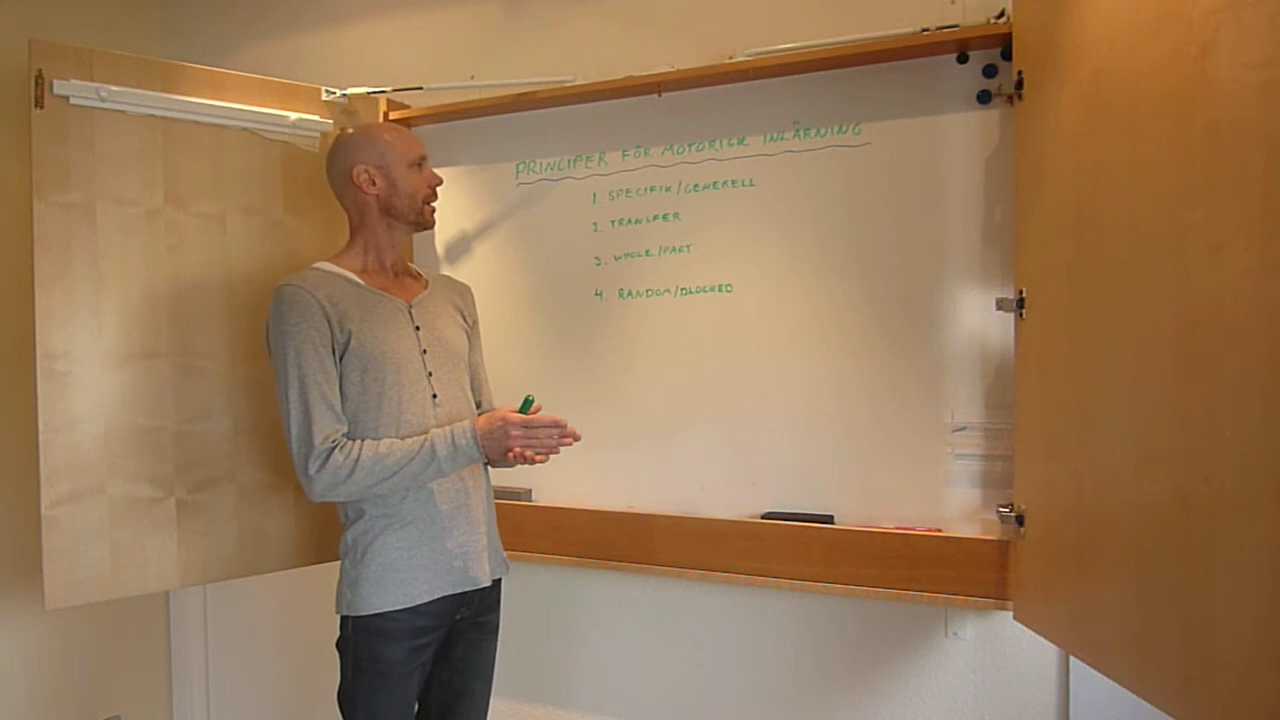 PRINCIPER FÖR MOTORISK INLÄRNING
1. SPECIFIK/GENERELL
2. TRANSFER
3. WHOLE/PART
4. RANDOM/BLOCKED